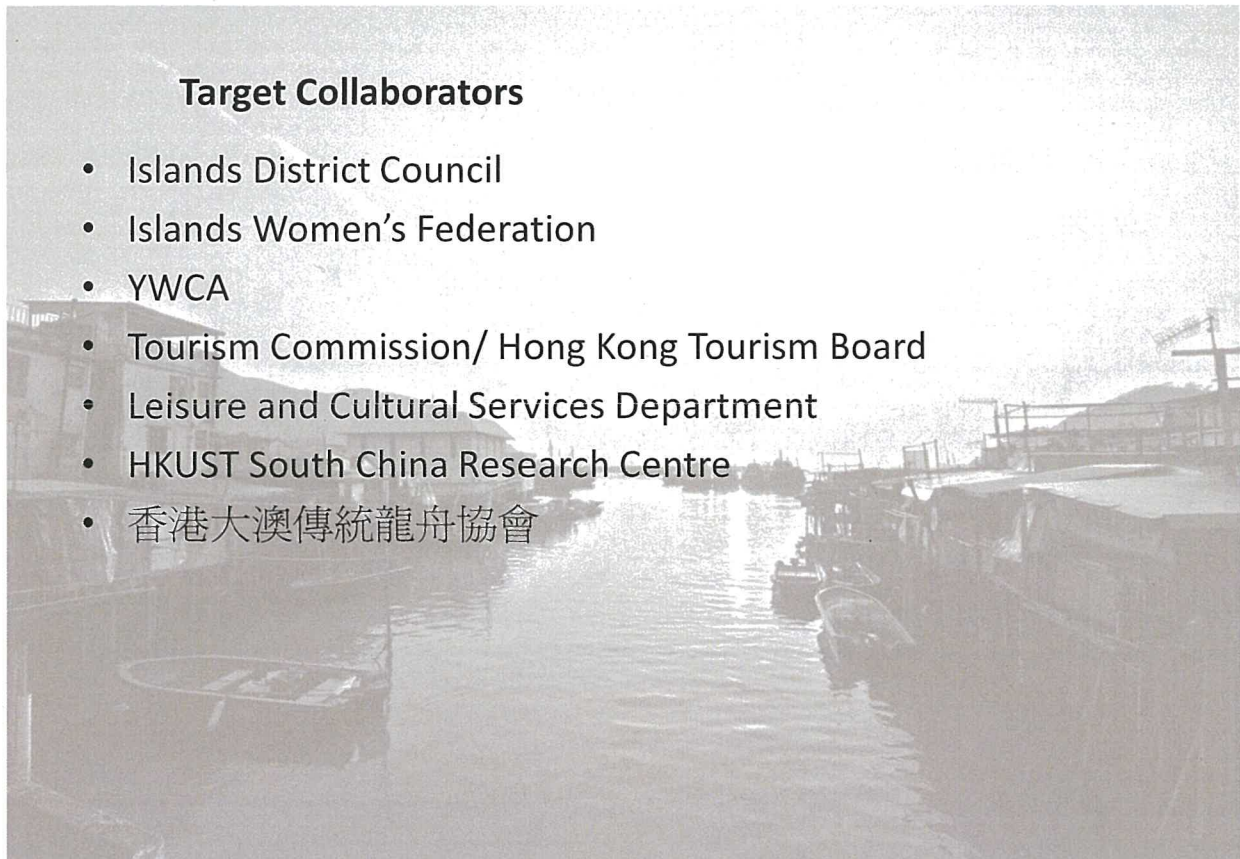 Target Collaborators
• Islands District Council
• Islands Women's Federation
• YWCA
• Tourism Commission/ Hong Kong Tourism Board
• Leisure and Cultural Services Department
• HKUST South China Research Centre
• 香港大澳傳統龍舟協會